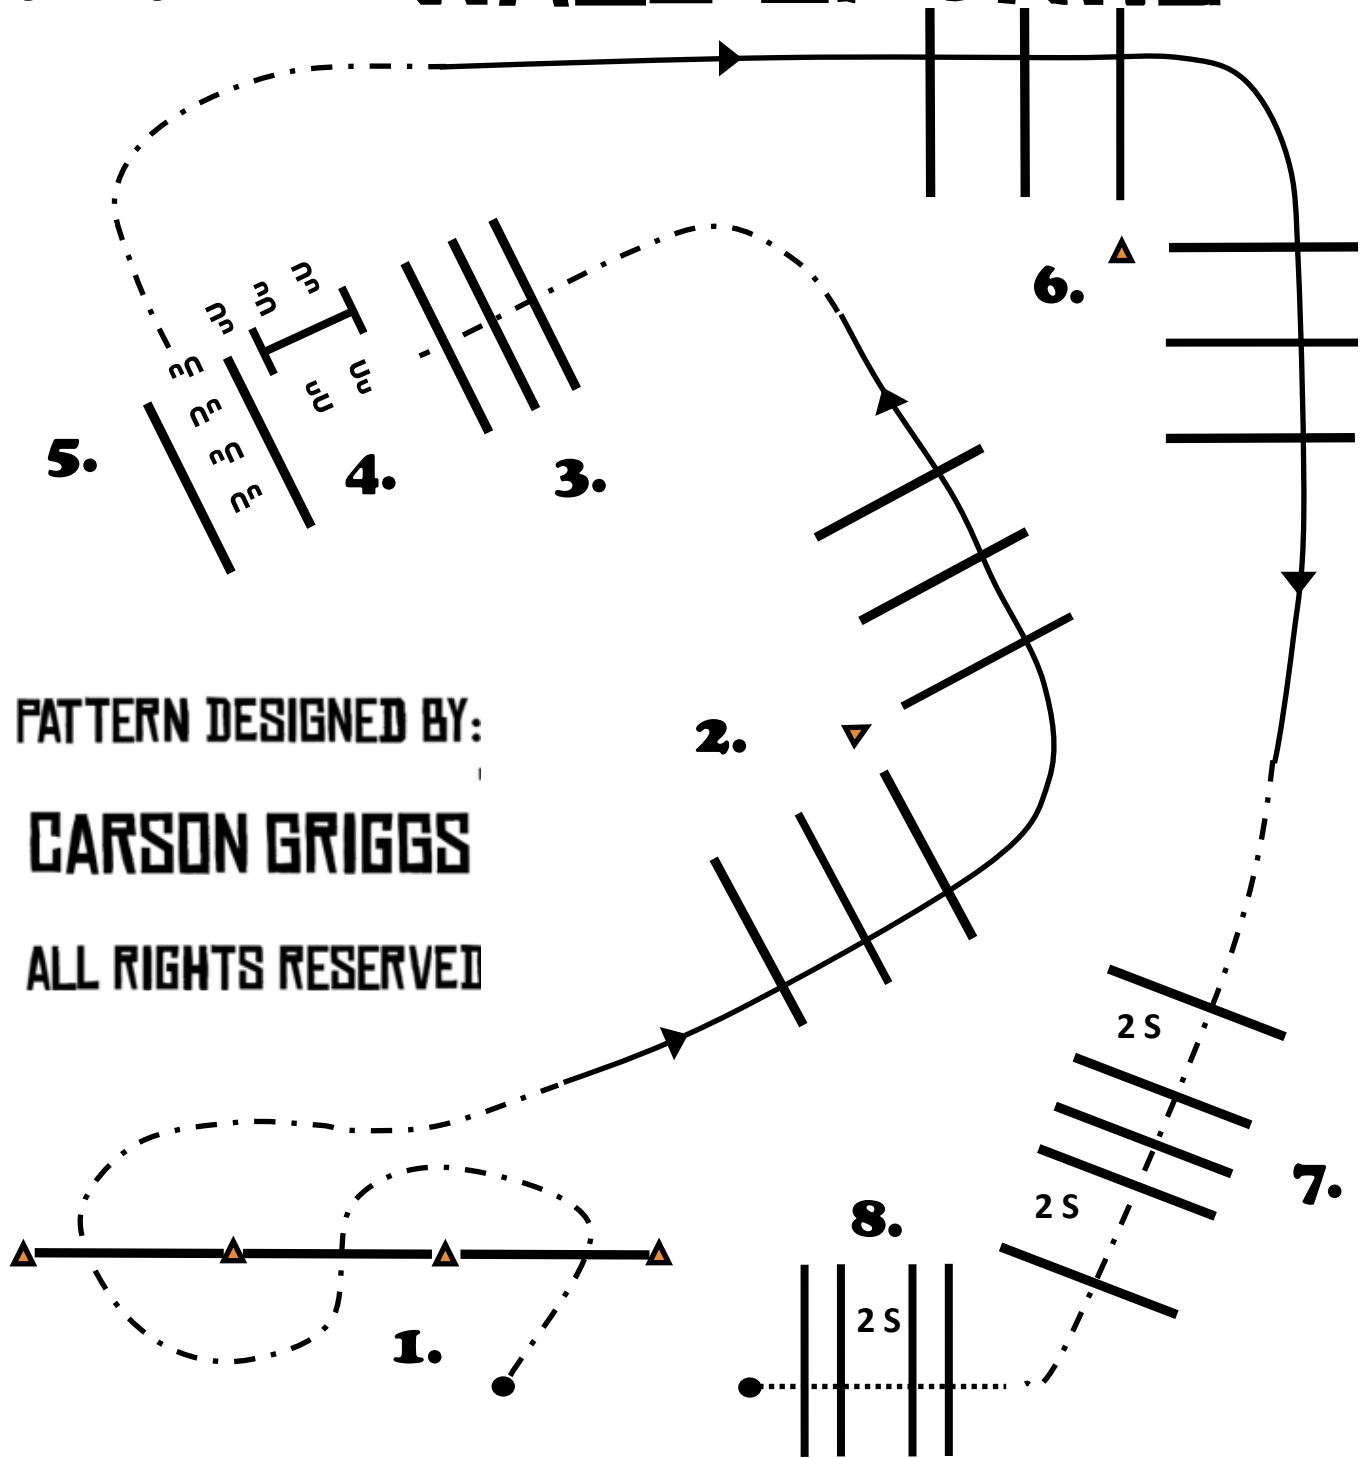 6.
5.
4.
3.
2.
PATTERN DESIGNED BY:
CARSON GRIGGS
ALL RIGHTS RESERVED
2 S
7.
2 S
8.
2 S
1.